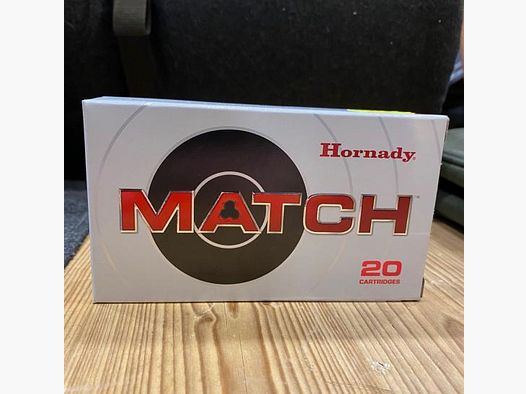 Hornady
MATCH
20
CARTRIDGES